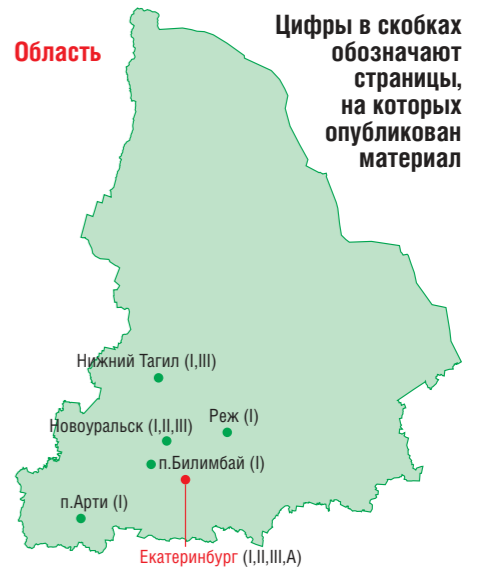 Область
Цифры в скобках
обозначают
страницы,
на которых
опубликован
материал
Нижний Тагил (I,III)
Реж (I)
Новоуральск (I,II,III)
п.Билимбай (I)
п.Арти (I)
Екатеринбург (I,II,III,А)